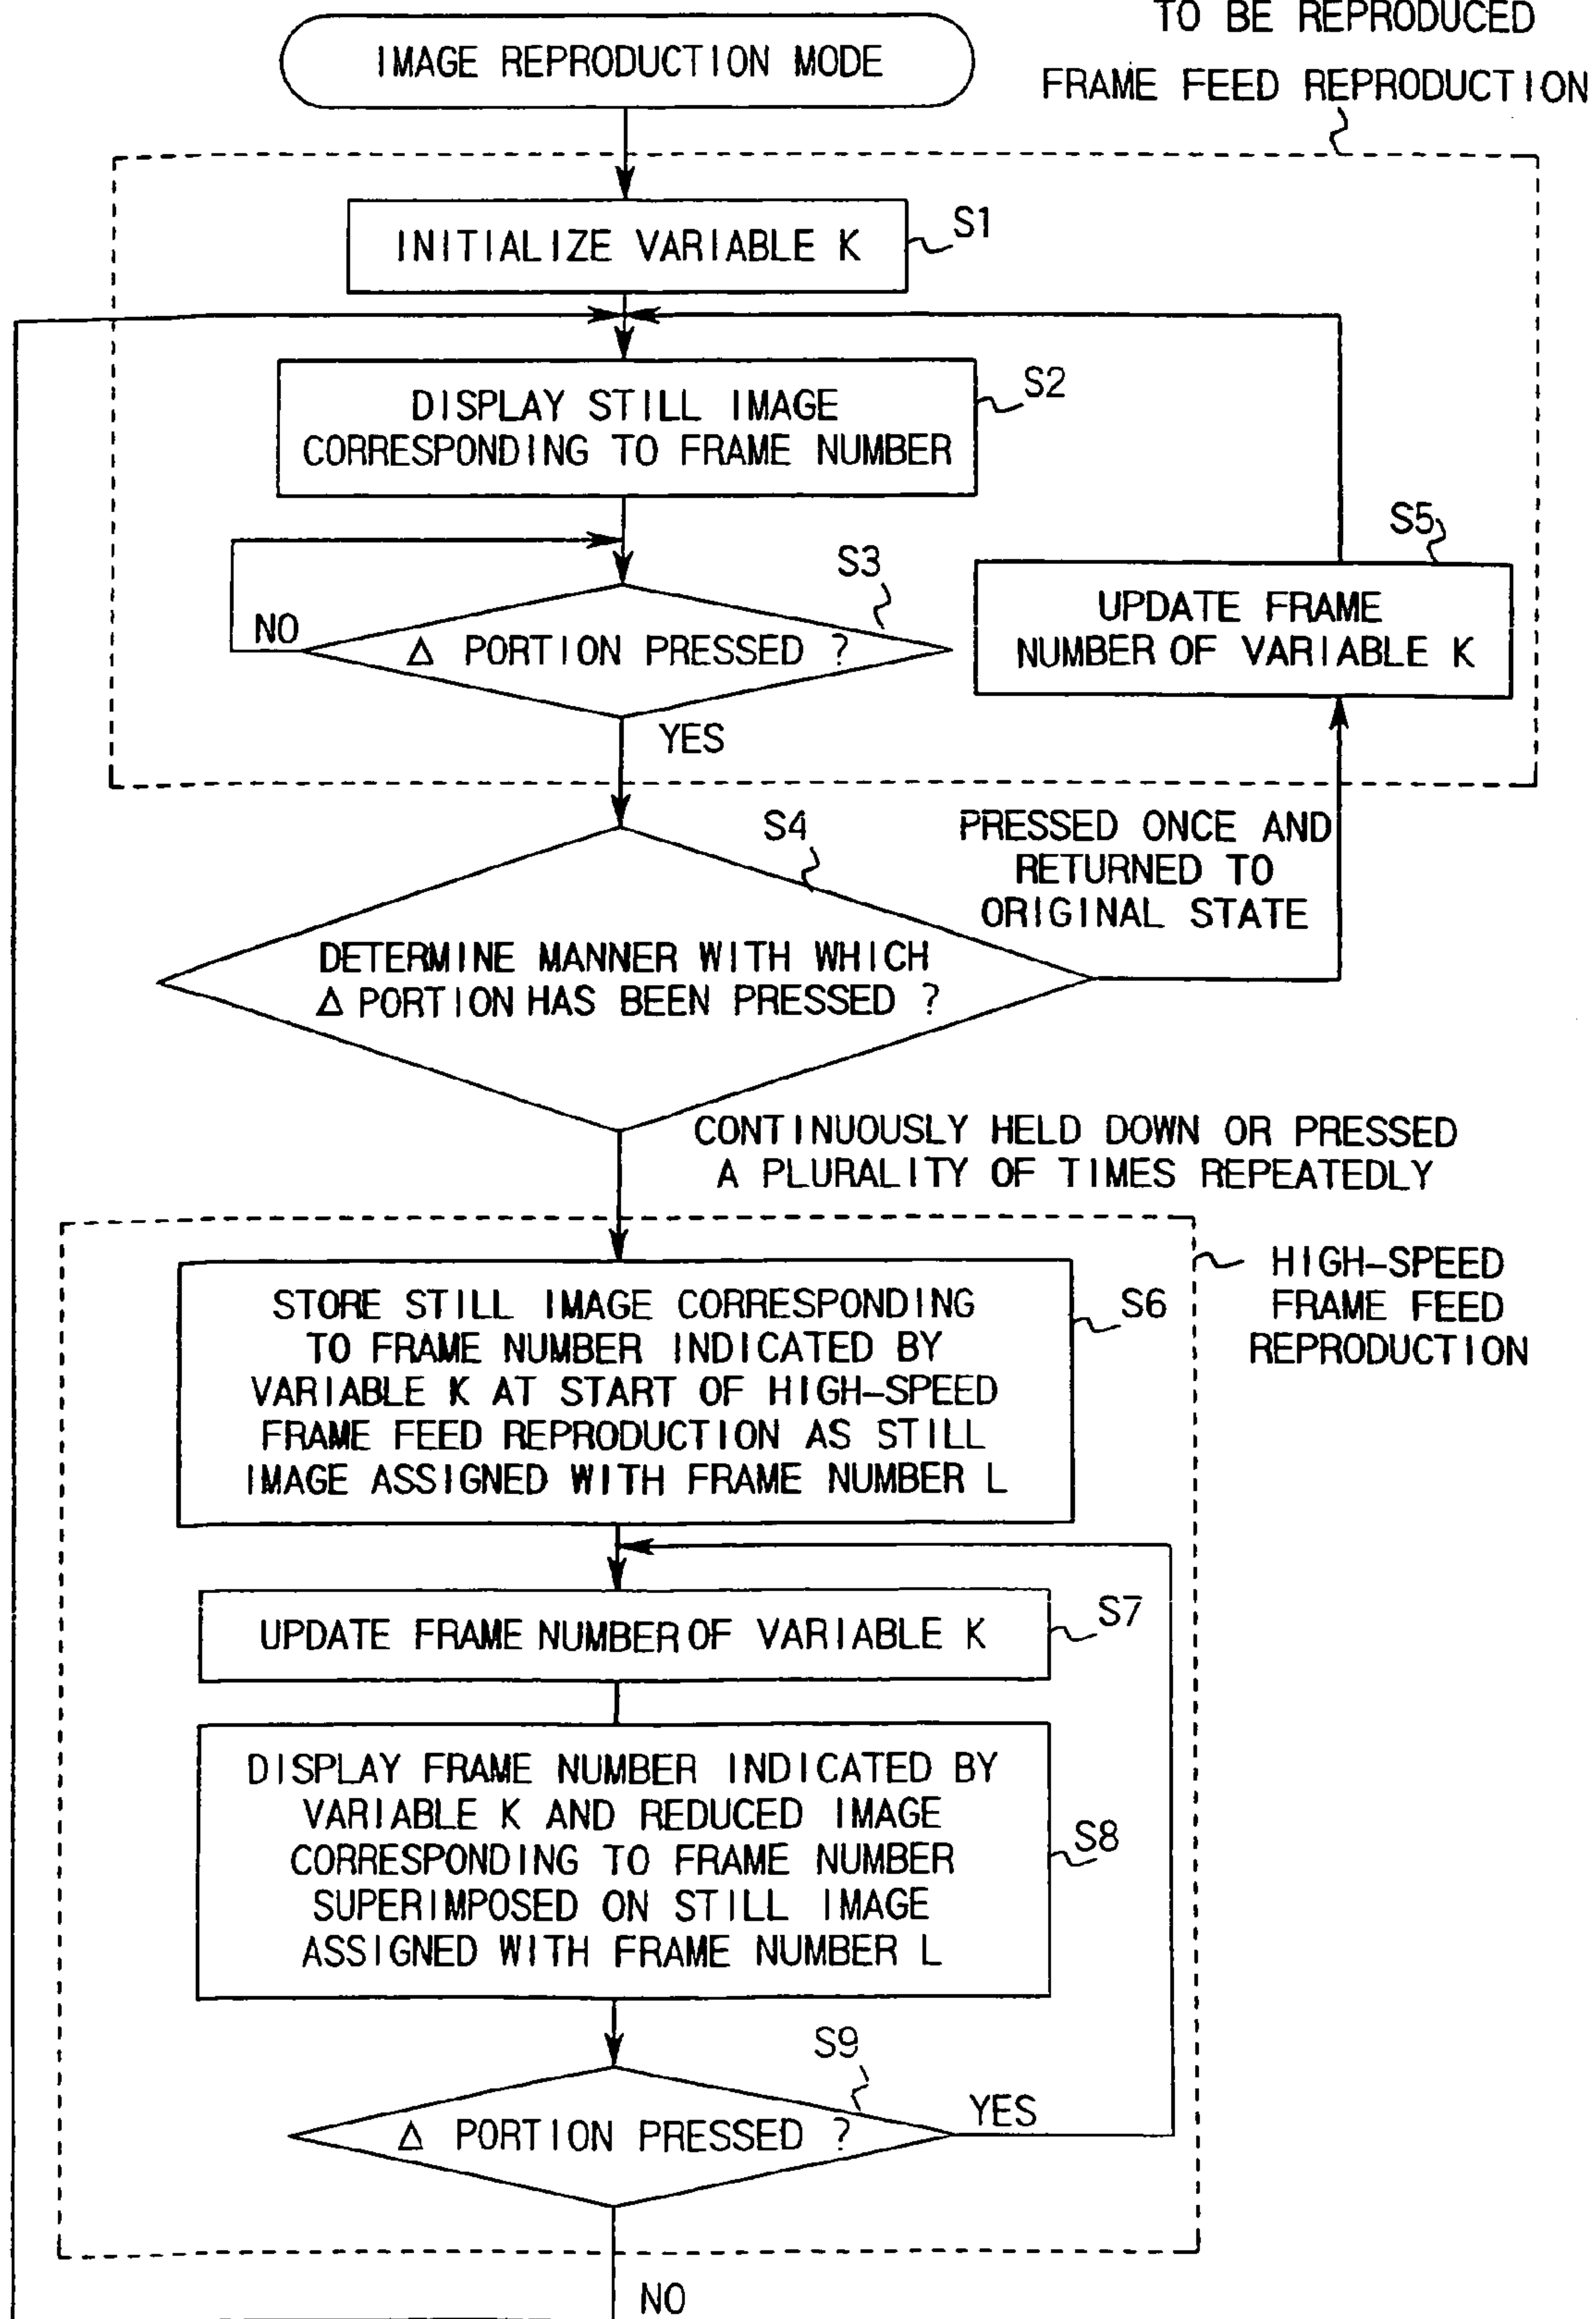 TO BE REPRODUCED
FRAME FEED REPRODUCTION
IMAGE REPRODUCTION MODE
INITIALIZE VARIABLE K
S1
DISPLAY STILL IMAGE
CORRESPONDING TO FRAME NUMBER
S2
S3
NO
Δ PORTION PRESSED ?
YES
S5
UPDATE FRAME
NUMBER OF VARIABLE K
S4
PRESSED ONCE AND
RETURNED TO
ORIGINAL STATE
DETERMINE MANNER WITH WHICH
Δ PORTION HAS BEEN PRESSED ?
CONTINUOUSLY HELD DOWN OR PRESSED
A PLURALITY OF TIMES REPEATEDLY
HIGH-SPEED
FRAME FEED
REPRODUCTION
STORE STILL IMAGE CORRESPONDING
TO FRAME NUMBER INDICATED BY
VARIABLE K AT START OF HIGH-SPEED
FRAME FEED REPRODUCTION AS STILL
IMAGE ASSIGNED WITH FRAME NUMBER L
S6
UPDATE FRAME NUMBER OF VARIABLE K
S7
DISPLAY FRAME NUMBER INDICATED BY
VARIABLE K AND REDUCED IMAGE
CORRESPONDING TO FRAME NUMBER
SUPERIMPOSED ON STILL IMAGE
ASSIGNED WITH FRAME NUMBER L
S8
S9
Δ PORTION PRESSED ?
YES
NO